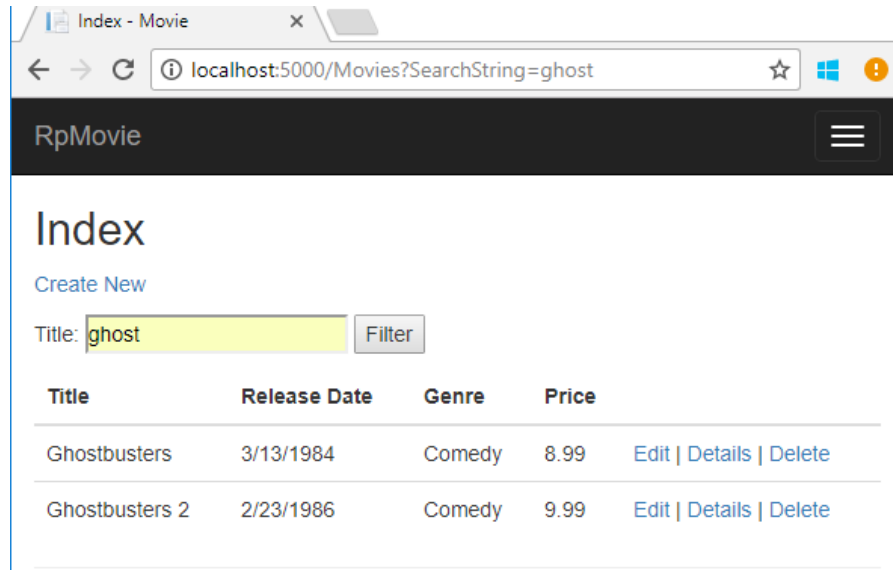 Index - Movie
localhost:5000/Movies?SearchString=ghost
RpMovie
Index
Create New
Title: ghost Filter
Title Release Date Genre Price
Ghostbusters 3/13/1984 Comedy 8.99 Edit | Details | Delete
Ghostbusters 2 2/23/1986 Comedy 9.99 Edit | Details | Delete